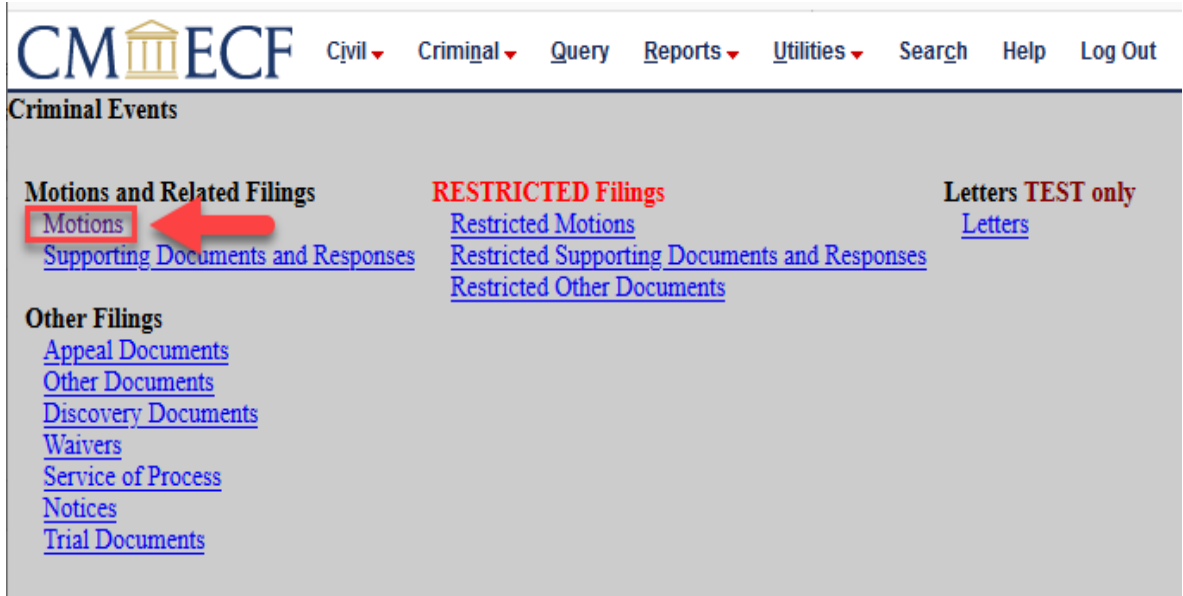 CM ECF Civil Criminal Query Reports Utilities Search Help Log Out
Criminal Events
Motions and Related Filings
Motions
Supporting Documents and Responses
RESTRICTED Filings
Restricted Motions
Restricted Supporting Documents and Responses
Restricted Other Documents
Letters TEST only
Letters
Other Filings
Appeal Documents
Other Documents
Discovery Documents
Waivers
Service of Process
Notices
Trial Documents